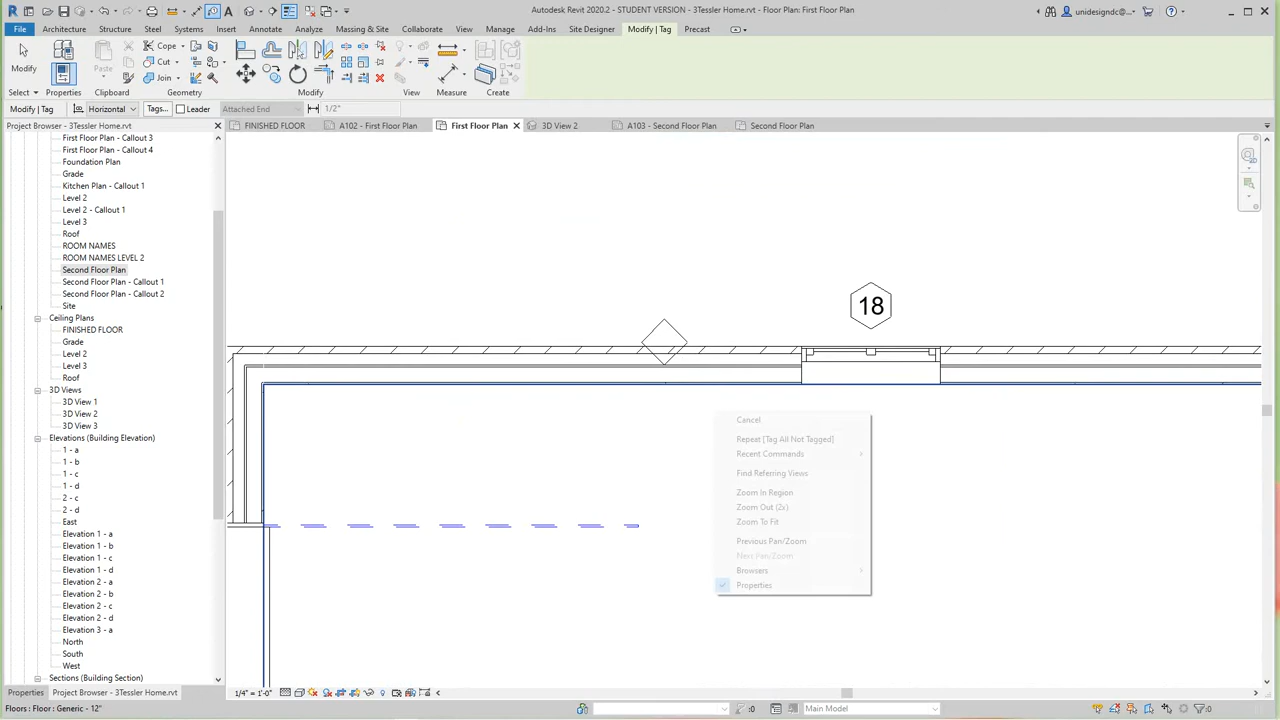 Autodesk Revit 2020.2 - STUDENT VERSION - 3Tessler Home.rvt - Floor Plan: First Floor Plan
unidesigndc@...
File Architecture Structure Steel Systems Insert Annotate Analyze Massing & Site Collaborate View Manage Add-Ins Site Designer Modify | Tag Precast
Modify Paste Cope Cut Join
Select Properties Clipboard Geometry Modify View Measure Create
Modify | Tag Horizontal Tags... Leader Attached End 1/2"
Project Browser - 3Tessler Home.rvt
FINISHED FLOOR A102 - First Floor Plan First Floor Plan 3D View 2 A103 - Second Floor Plan Second Floor Plan
First Floor Plan - Callout 3
First Floor Plan - Callout 4
Foundation Plan
Grade
Kitchen Plan - Callout 1
Level 2
Level 2 - Callout 1
Level 3
Roof
ROOM NAMES
ROOM NAMES LEVEL 2
Second Floor Plan
Second Floor Plan - Callout 1
Second Floor Plan - Callout 2
Site
Ceiling Plans
FINISHED FLOOR
Grade
Level 2
Level 3
Roof
3D Views
3D View 1
3D View 2
Elevations (Building Elevation)
1 - a
1 - b
1 - c
1 - d
2 - c
2 - d
East
Elevation 1 - a
Elevation 1 - b
Elevation 1 - c
Elevation 1 - d
Elevation 2 - a
Elevation 2 - b
Elevation 2 - c
Elevation 2 - d
Elevation 3 - a
North
South
West
Sections (Building Section)
18
Cancel
Repeat [Tag All Not Tagged]
Recent Commands
Find Referring Views
Zoom In Region
Zoom Out (2x)
Zoom To Fit
Previous Pan/Zoom
Next Pan/Zoom
Browsers
Properties
Properties Project Browser - 3Tessler Home.rvt
1/4" = 1'-0"
Floors : Floor : Generic - 12"
:0 Main Model :0